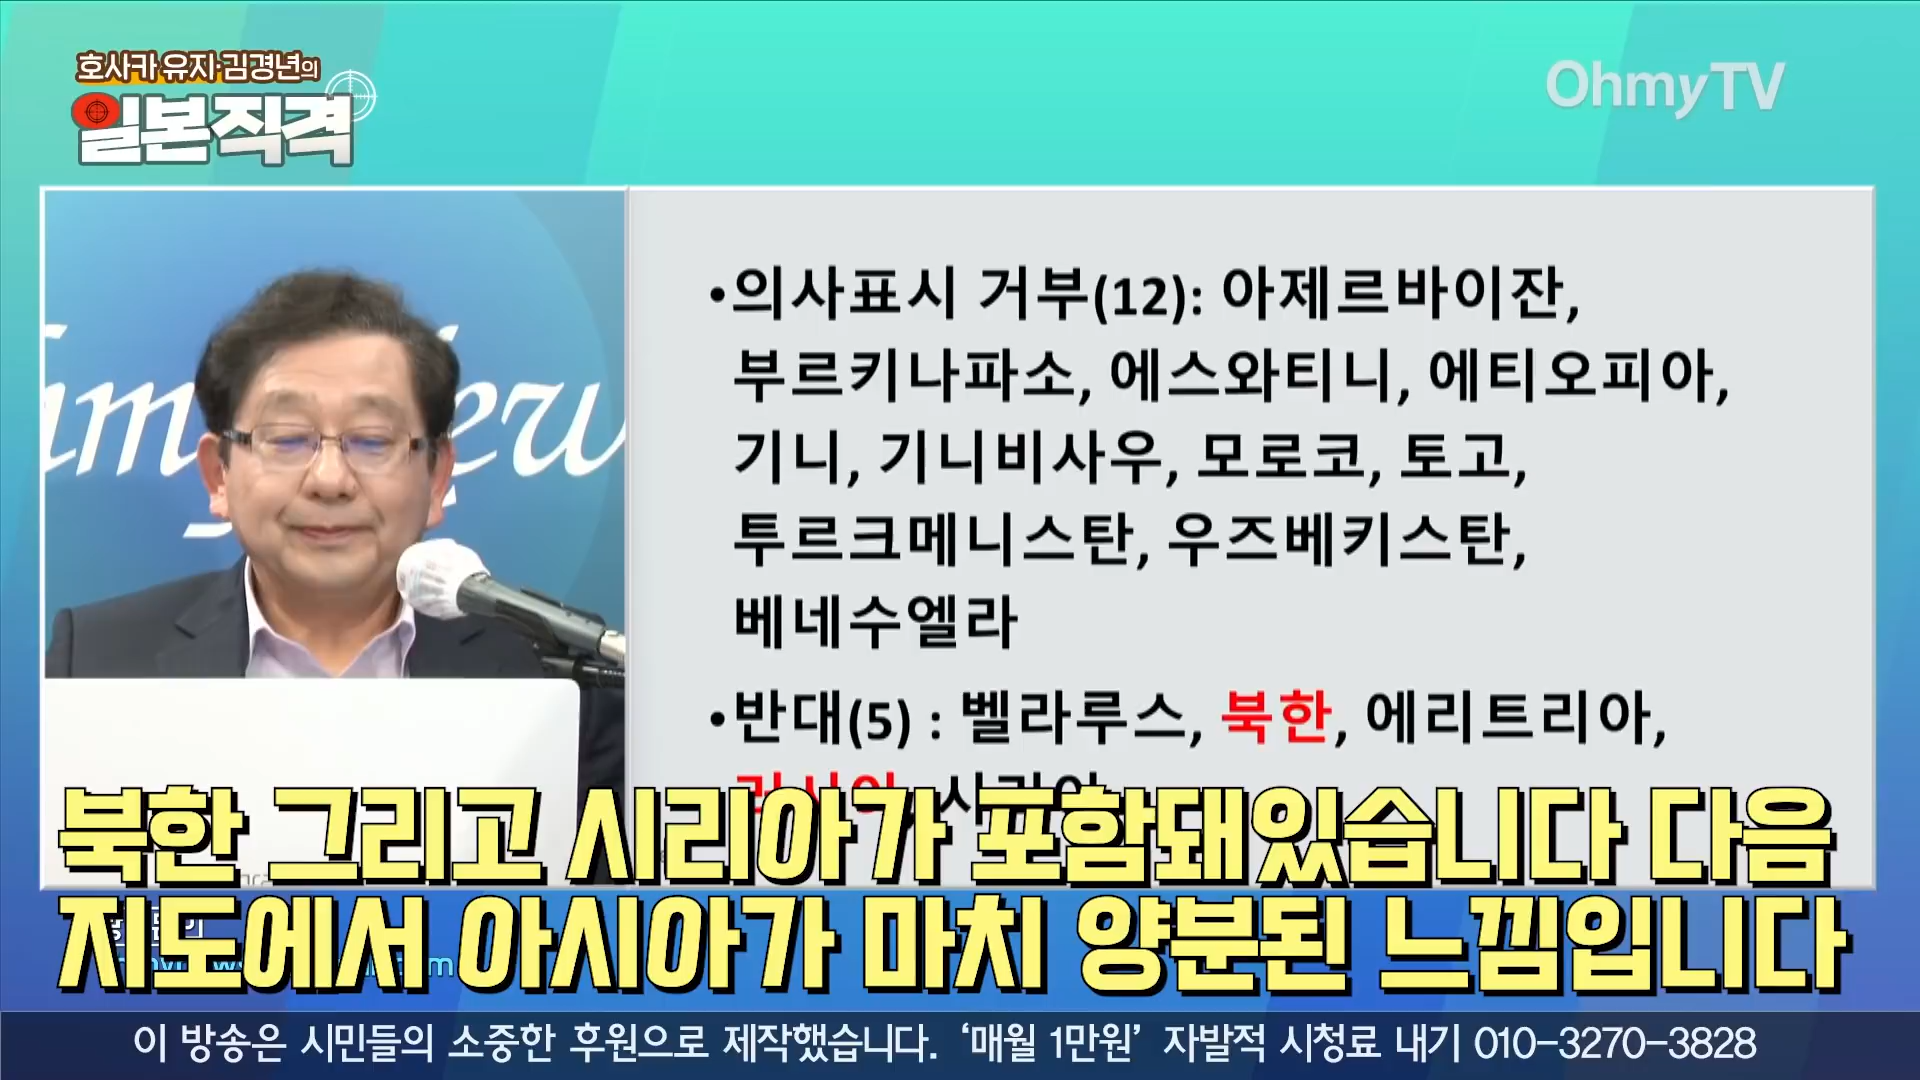 호사카 유지·김경년의
일본 직격
OhmyTV
•의사표시 거부(12): 아제르바이잔,
부르키나파소, 에스와티니, 에티오피아,
기니, 기니비사우, 모로코, 토고,
투르크메니스탄, 우즈베키스탄,
베네수엘라
•반대(5) : 벨라루스, 북한, 에리트리아,
북한 그리고 시리아가 포함돼있습니다 다음
지도에서 아시아가 마치 양분된 느낌입니다
이 방송은 시민들의 소중한 후원으로 제작했습니다. ‘매월 1만원’ 자발적 시청료 내기 010-3270-3828